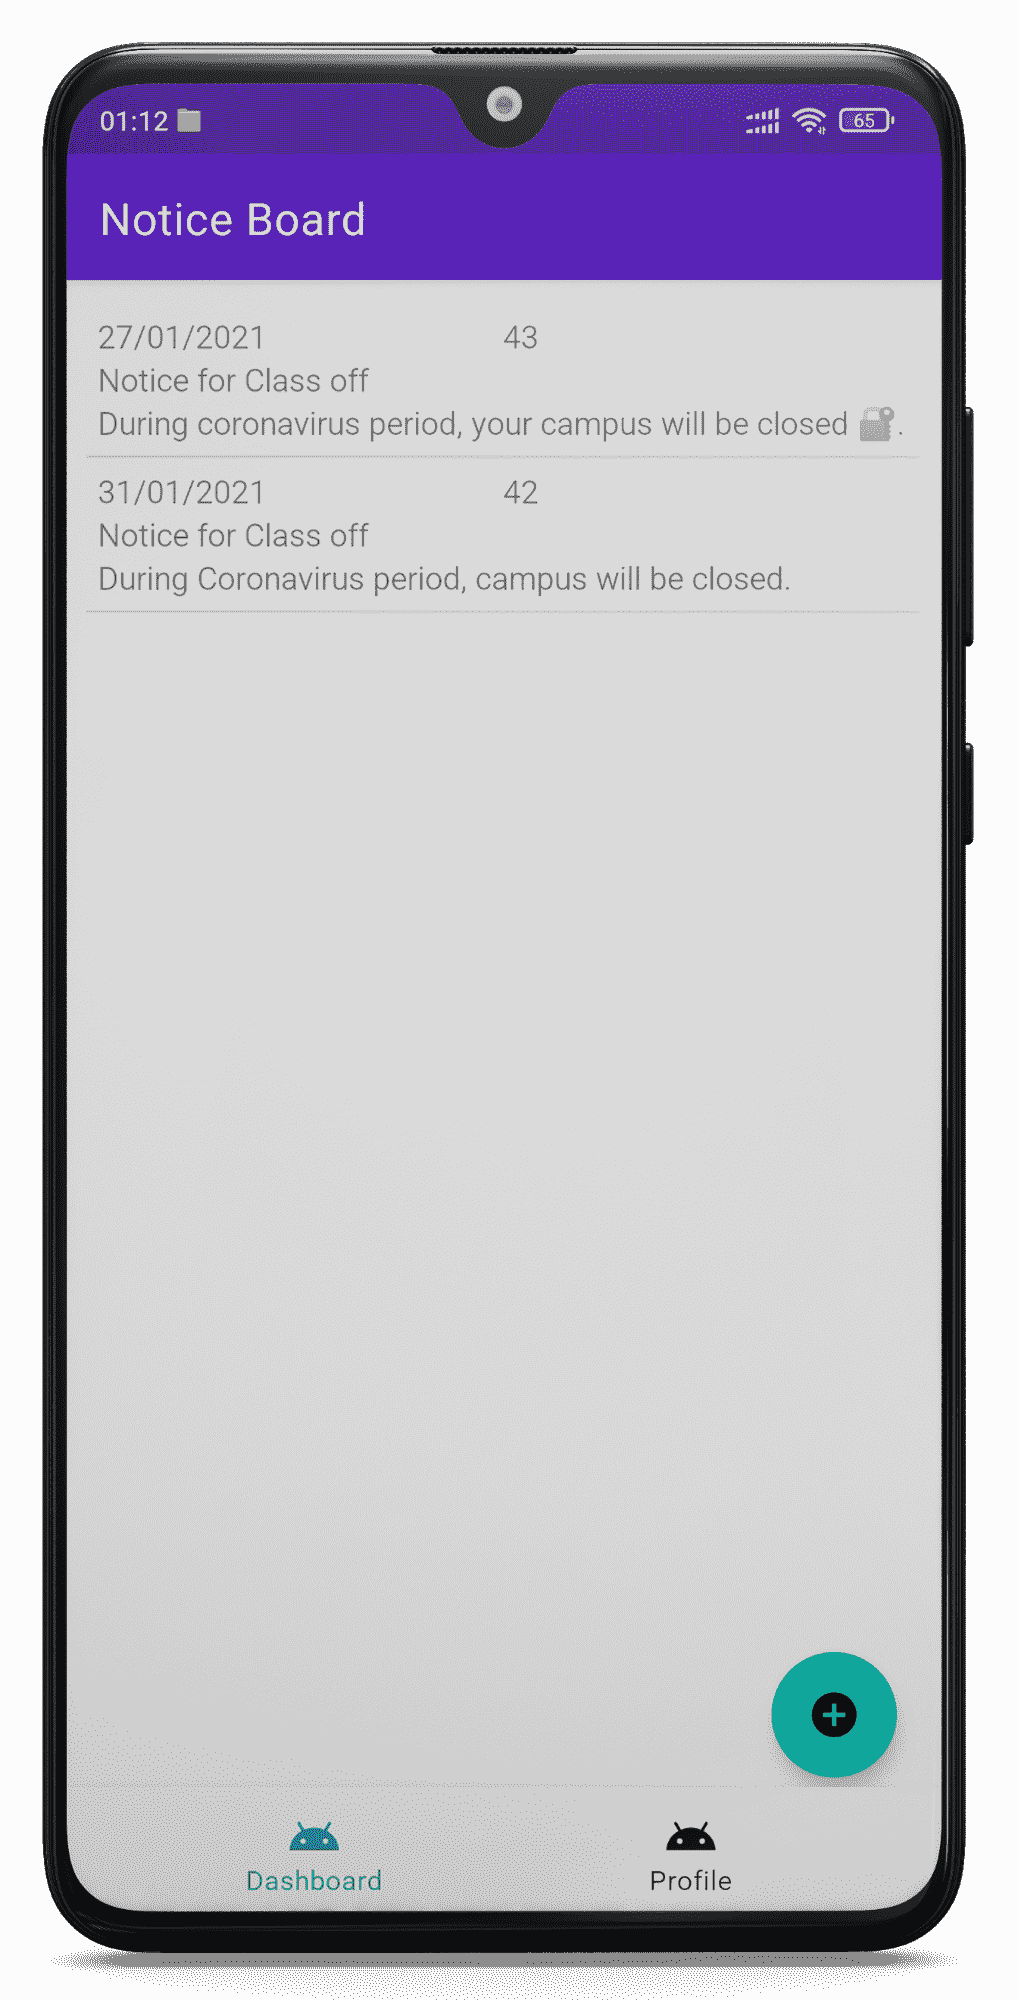 01:12 65
Notice Board
27/01/2021 43
Notice for Class off
During coronavirus period, your campus will be closed 🔐.
31/01/2021 42
Notice for Class off
During Coronavirus period, campus will be closed.
Dashboard Profile